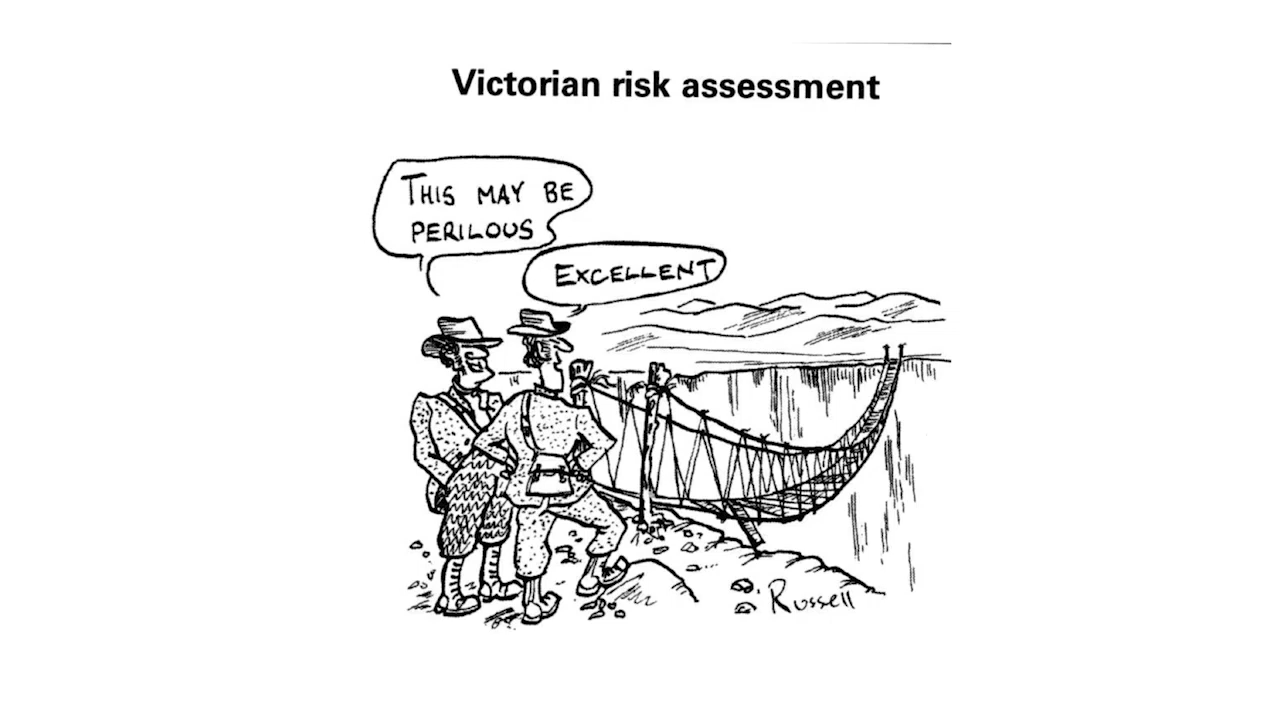 Victorian risk assessment
THIS MAY BE
PERILOUS
EXCELLENT
Russell